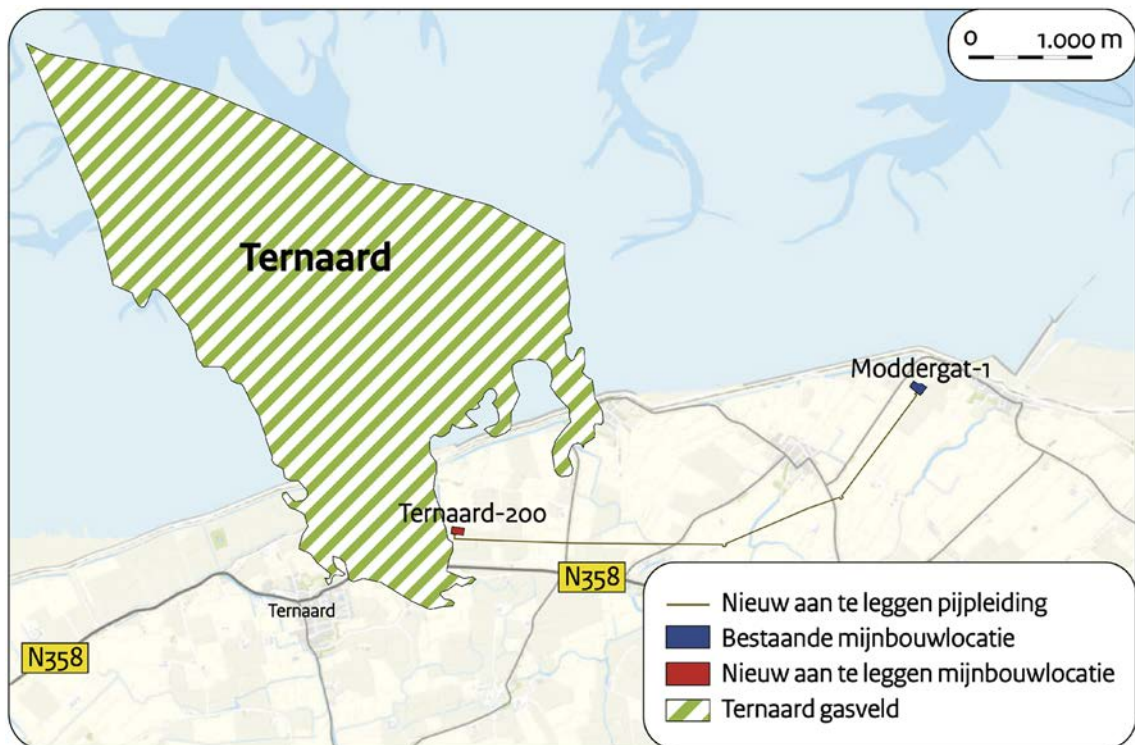 0 1.000 m
Ternaard
Moddergat-1
Ternaard-200
N358
Ternaard
N358
Nieuw aan te leggen pijpleiding
Bestaande mijnbouwlocatie
Nieuw aan te leggen mijnbouwlocatie
Ternaard gasveld